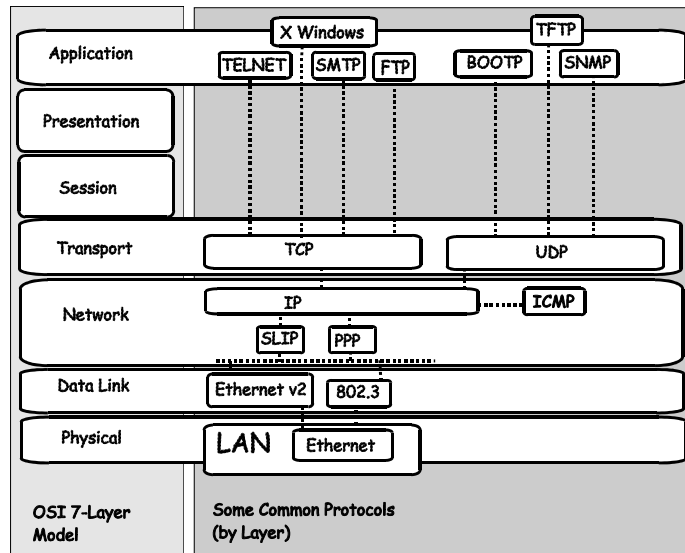 X Windows
TFTP
Application
TELNET
SMTP
FTP
BOOTP
SNMP
Presentation
Session
Transport
TCP
UDP
Network
IP
ICMP
SLIP
PPP
Data Link
Ethernet v2
802.3
Physical
LAN
Ethernet
OSI 7-Layer
Model
Some Common Protocols
(by Layer)